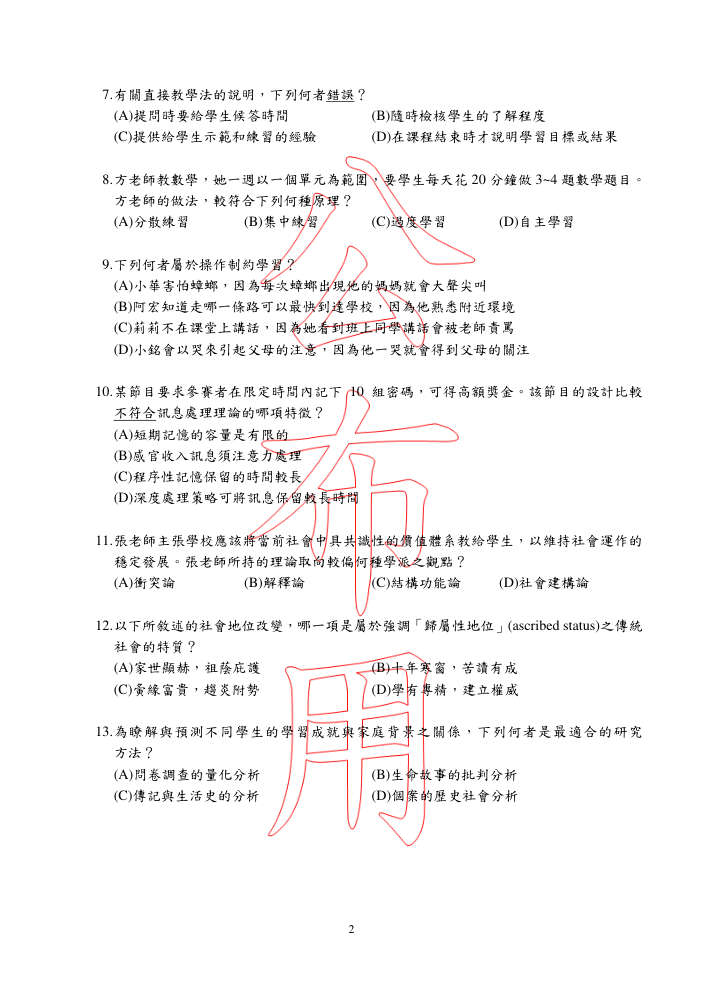 7.有關直接教學法的說明，下列何者錯誤？
(A)提問時要給學生候答時間 (B)隨時檢核學生的了解程度
(C)提供給學生示範和練習的經驗 (D)在課程結束時才說明學習目標或結果
8.方老師教數學，她一週以一個單元為範圍，要學生每天花 20 分鐘做 3~4 題數學題目。
方老師的做法，較符合下列何種原理？
(A)分散練習 (B)集中練習 (C)過度學習 (D)自主學習
9.下列何者屬於操作制約學習？
(A)小華害怕蟑螂，因為每次蟑螂出現他的媽媽就會大聲尖叫
(B)阿宏知道走哪一條路可以最快到達學校，因為他熟悉附近環境
(C)莉莉不在課堂上講話，因為她看到班上同學講話會被老師責罵
(D)小銘會以哭來引起父母的注意，因為他一哭就會得到父母的關注
10.某節目要求參賽者在限定時間內記下 10 組密碼，可得高額獎金。該節目的設計比較
不符合訊息處理理論的哪項特徵？
(A)短期記憶的容量是有限的
(B)感官收入訊息須注意力處理
(C)程序性記憶保留的時間較長
(D)深度處理策略可將訊息保留較長時間
11.張老師主張學校應該將當前社會中具共識性的價值體系教給學生，以維持社會運作的
穩定發展。張老師所持的理論取向較偏何種學派之觀點？
(A)衝突論 (B)解釋論 (C)結構功能論 (D)社會建構論
12.以下所敘述的社會地位改變，哪一項是屬於強調「歸屬性地位」(ascribed status)之傳統
社會的特質？
(A)家世顯赫，祖蔭庇護 (B)十年寒窗，苦讀有成
(C)夤緣富貴，趨炎附勢 (D)學有專精，建立權威
13.為瞭解與預測不同學生的學習成就與家庭背景之關係，下列何者是最適合的研究
方法？
(A)問卷調查的量化分析 (B)生命故事的批判分析
(C)傳記與生活史的分析 (D)個案的歷史社會分析
公
布
用
2